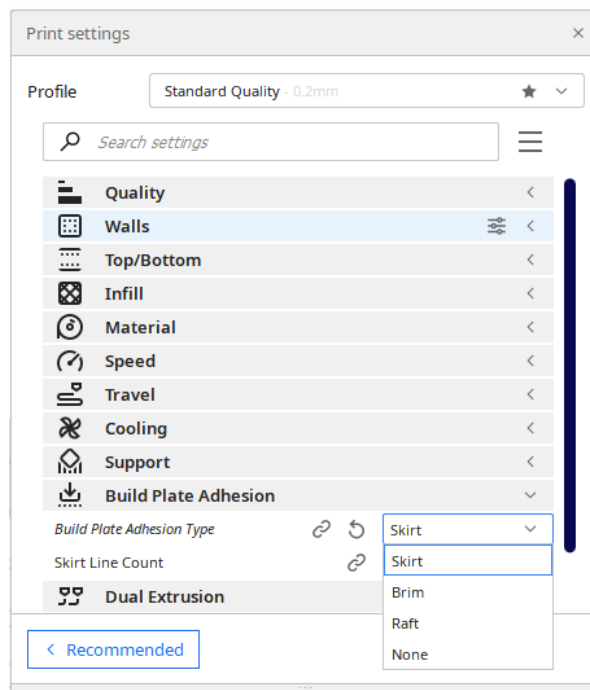 Print settings
Profile
Standard Quality - 0.2mm
Search settings
Quality
Walls
Top/Bottom
Infill
Material
Speed
Travel
Cooling
Support
Build Plate Adhesion
Build Plate Adhesion Type
Skirt
Skirt Line Count
Skirt
Brim
Raft
None
Dual Extrusion
Recommended